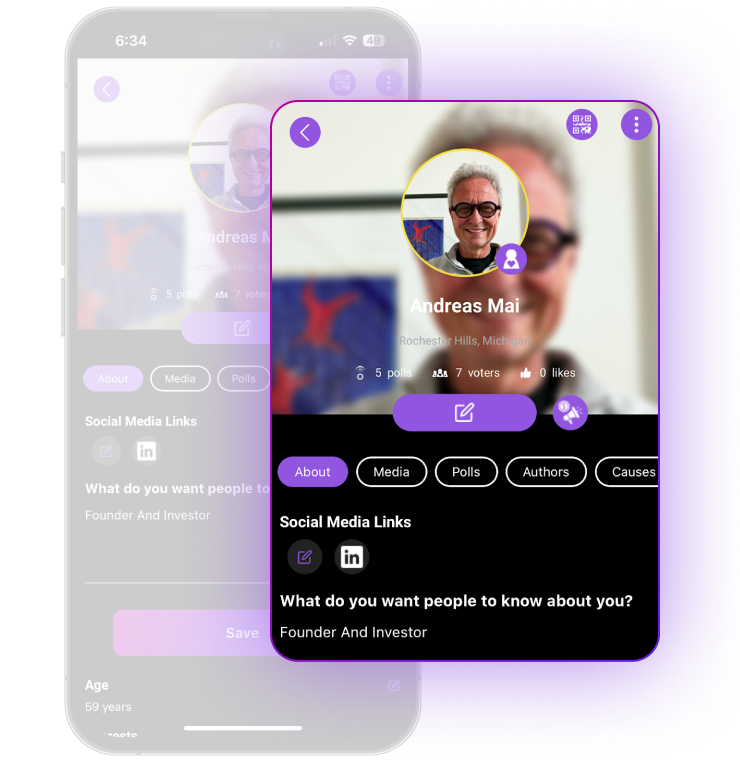 6:34
49
Andreas M
Rochester Hills, M
5 polls 7 voters
About Media Polls
Social Media Links
in
What do you want people to
Founder And Investor
Save
Age
59 years
Andreas Mai
Rochester Hills, Michigan
5 polls 7 voters 0 likes
About Media Polls Authors Causes
Social Media Links
in
What do you want people to know about you?
Founder And Investor